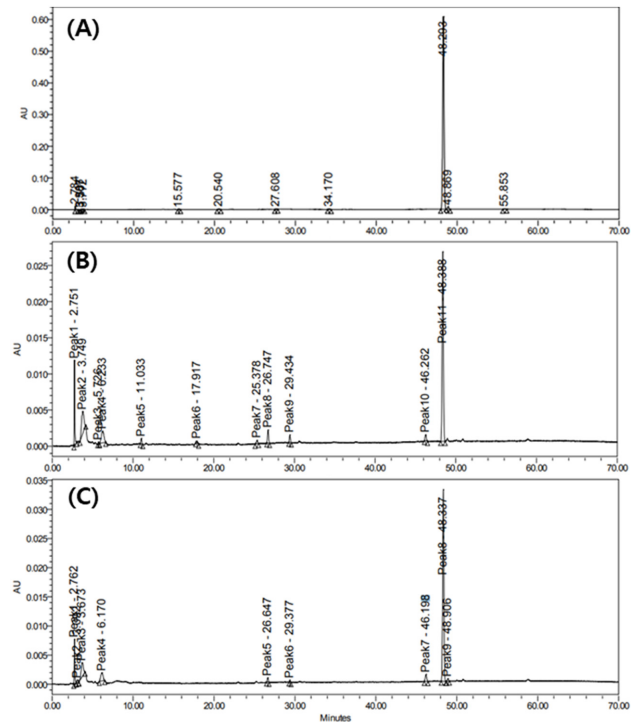 (A)
0.60
0.50
0.40
0.30
0.20
0.10
0.00
AU
2.784
15.577
20.540
27.608
34.170
48.203
48.869
55.853
0.00 10.00 20.00 30.00 40.00 50.00 60.00 70.00
(B)
0.025
0.020
0.015
0.010
0.005
0.000
AU
Peak1 - 2.751
Peak2 - 3.749
Peak5 - 11.033
Peak6 - 17.917
Peak7 - 25.378
Peak8 - 26.747
Peak9 - 29.434
Peak10 - 46.262
Peak11 - 48.388
0.00 10.00 20.00 30.00 40.00 50.00 60.00 70.00
(C)
0.035
0.030
0.025
0.020
0.015
0.010
0.005
0.000
AU
Peak1 - 2.762
Peak4 - 6.170
Peak5 - 26.647
Peak6 - 29.377
Peak7 - 46.198
Peak8 - 48.337
Peak9 - 48.906
0.00 10.00 20.00 30.00 40.00 50.00 60.00 70.00
Minutes